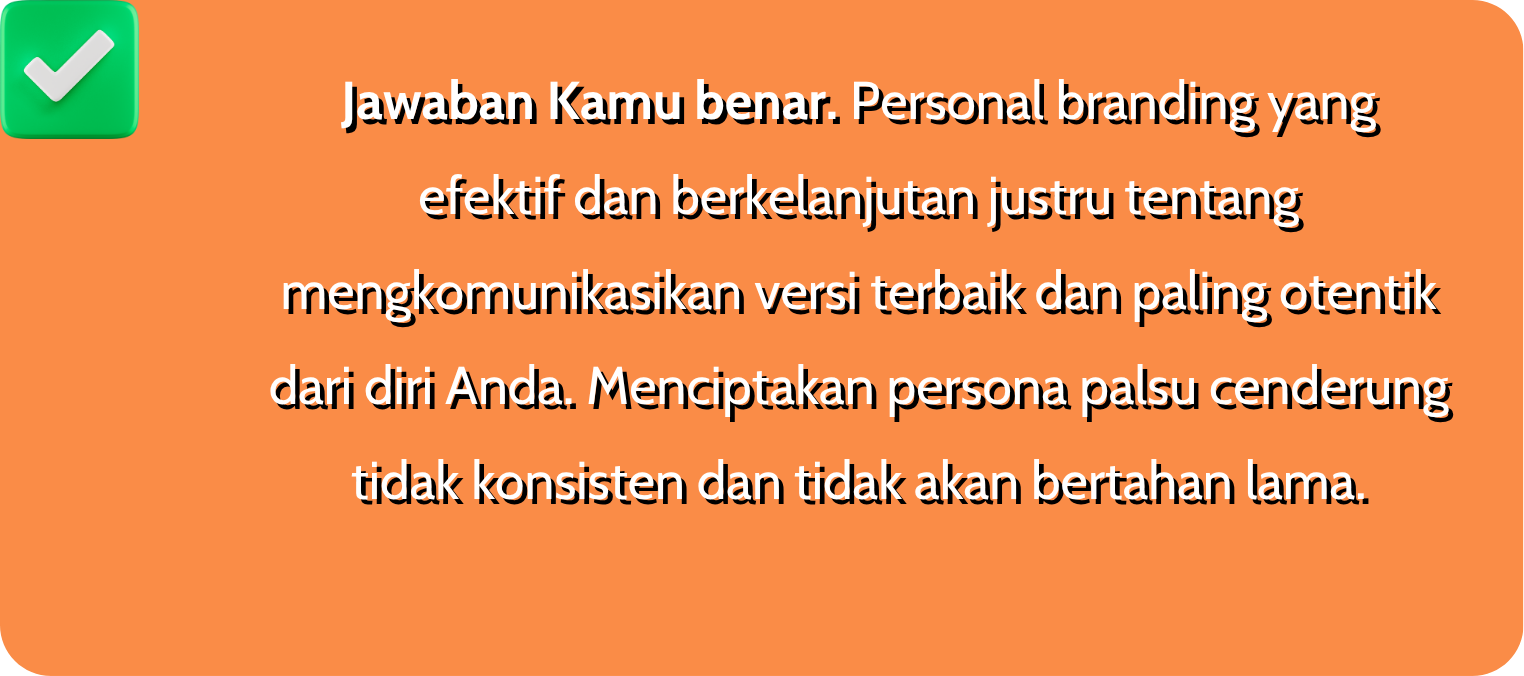 Jawaban Kamu benar. Personal branding yang
efektif dan berkelanjutan justru tentang
mengkomunikasikan versi terbaik dan paling otentik
dari diri Anda. Menciptakan persona palsu cenderung
tidak konsisten dan tidak akan bertahan lama.